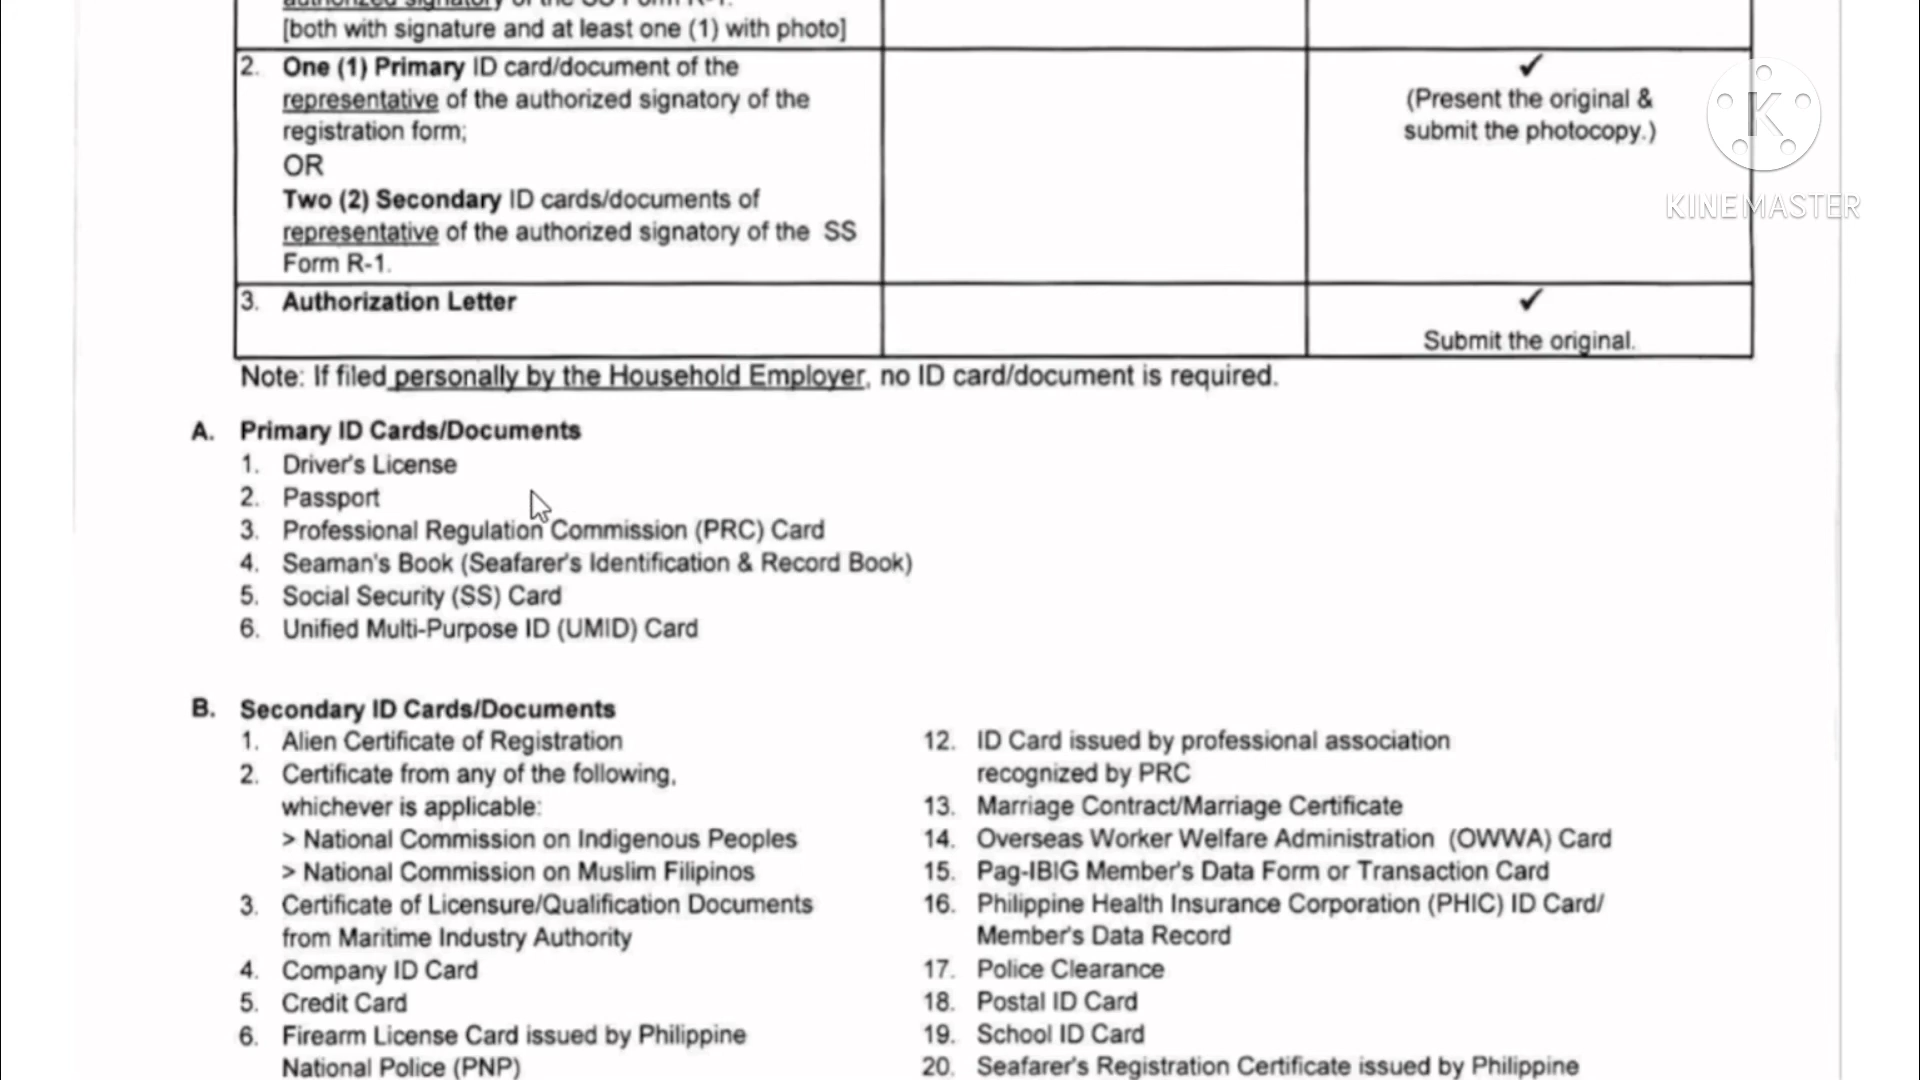 authorized signatory of the SS Form R-1.
[both with signature and at least one (1) with photo]
2. One (1) Primary ID card/document of the
representative of the authorized signatory of the
registration form;
OR
Two (2) Secondary ID cards/documents of
representative of the authorized signatory of the SS
Form R-1.
✓
(Present the original &
submit the photocopy.)
3. Authorization Letter
✓
Submit the original.
K
KINEMASTER
Note: If filed personally by the Household Employer, no ID card/document is required.
A. Primary ID Cards/Documents
1. Driver's License
2. Passport
3. Professional Regulation Commission (PRC) Card
4. Seaman's Book (Seafarer's Identification & Record Book)
5. Social Security (SS) Card
6. Unified Multi-Purpose ID (UMID) Card
B. Secondary ID Cards/Documents
1. Alien Certificate of Registration
2. Certificate from any of the following,
whichever is applicable:
> National Commission on Indigenous Peoples
> National Commission on Muslim Filipinos
3. Certificate of Licensure/Qualification Documents
from Maritime Industry Authority
4. Company ID Card
5. Credit Card
6. Firearm License Card issued by Philippine
National Police (PNP)
12. ID Card issued by professional association
recognized by PRC
13. Marriage Contract/Marriage Certificate
14. Overseas Worker Welfare Administration (OWWA) Card
15. Pag-IBIG Member's Data Form or Transaction Card
16. Philippine Health Insurance Corporation (PHIC) ID Card/
Member's Data Record
17. Police Clearance
18. Postal ID Card
19. School ID Card
20. Seafarer's Registration Certificate issued by Philippine